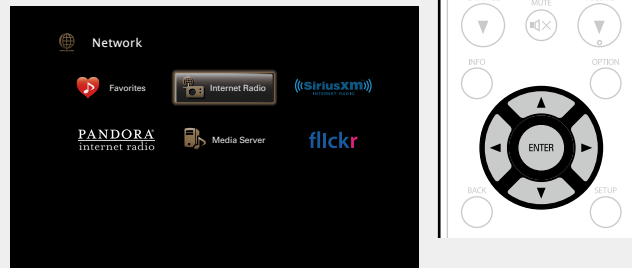 Network
Favorites
Internet Radio
((SiriusXM))
INTERNET RADIO
PANDORA
internet radio
Media Server
flickr
MUTE
INFO
OPTION
ENTER
BACK
SETUP